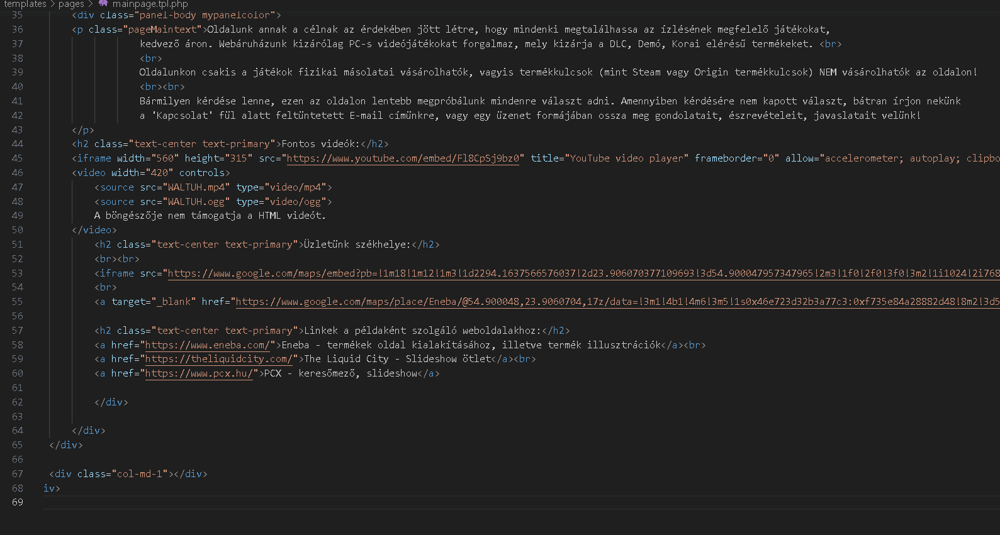 templates > pages > mainpage.tpl.php
35 <div class="panel-body mypanelcolor">
36 <p class="pageMaintext">Oldalunk annak a célnak az érdekében jött létre, hogy mindenki megtalálhassa az ízlésének megfelelő játékokat,
37 kedvező áron. Webáruházunk kizárólag PC-s videójátékokat forgalmaz, mely kizárja a DLC, Demó, Korai elérésű termékeket. <br>
38 <br>
39 Oldalunkon csakis a játékok fizikai másolatai vásárolhatók, vagyis termékkulcsok (mint Steam vagy Origin termékkulcsok) NEM vásárolhatók az oldalon!
40 <br><br>
41 Bármilyen kérdése lenne, ezen az oldalon lentebb megpróbálunk mindenre választ adni. Amennyiben kérdésére nem kapott választ, bátran írjon nekünk
42 a 'Kapcsolat' fül alatt feltüntetett E-mail címünkre, vagy egy üzenet formájában ossza meg gondolatait, észrevételeit, javaslatait velünk!
43 </p>
44 <h2 class="text-center text-primary">Fontos videók:</h2>
45 <iframe width="560" height="315" src="https://www.youtube.com/embed/Fl8CpSj9bz0" title="YouTube video player" frameborder="0" allow="accelerometer; autoplay; clipbo
46 <video width="420" controls>
47 <source src="WALTUH.mp4" type="video/mp4">
48 <source src="WALTUH.ogg" type="video/ogg">
49 A böngészője nem támogatja a HTML videót.
50 </video>
51 <h2 class="text-center text-primary">Üzletünk székhelye:</h2>
52 <br><br>
53 <iframe src="https://www.google.com/maps/embed?pb=!1m18!1m12!1m3!1d2294.1637566576037!2d23.906070377109693!3d54.900047957347965!2m3!1f0!2f0!3f0!3m2!1i1024!2i768
54 <br>
55 <a target="_blank" href="https://www.google.com/maps/place/Eneba/@54.900048,23.9060704,17z/data=!3m1!4b1!4m6!3m5!1s0x46e723d32b3a77c3:0xf735e84a28882d48!8m2!3d5
56
57 <h2 class="text-center text-primary">Linkek a példaként szolgáló weboldalakhoz:</h2>
58 <a href="https://www.eneba.com/">Eneba - termékek oldal kialakításához, illetve termék illusztrációk</a><br>
59 <a href="https://theliquidcity.com/">The Liquid City - Slideshow ötlet</a><br>
60 <a href="https://www.pcx.hu/">PCX - keresőmező, slideshow</a>
61
62 </div>
63
64 </div>
65 </div>
66
67 <div class="col-md-1"></div>
68 iv>
69